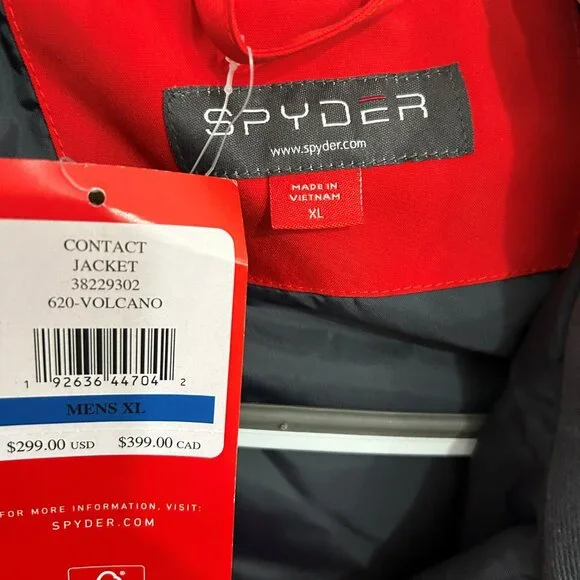 SPYDER
www.spyder.com
MADE IN
VIETNAM
XL
CONTACT
JACKET
38229302
620-VOLCANO
1 92636 44704 2
MENS XL
$299.00 USD $399.00 CAD
FOR MORE INFORMATION, VISIT:
SPYDER.COM